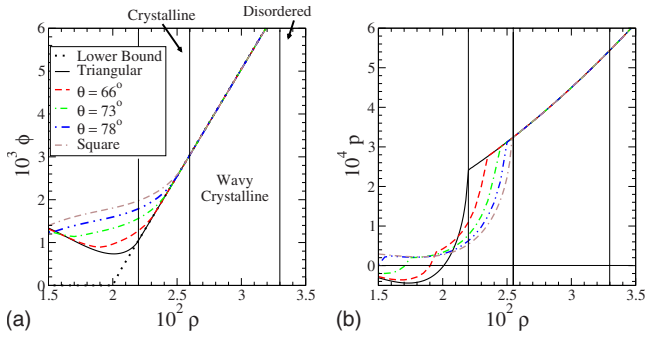 Crystalline
Disordered
6
5
4
3
2
1
0
10³ ϕ
Lower Bound
Triangular
θ = 66°
θ = 73°
θ = 78°
Square
Wavy
Crystalline
1.5 2 2.5 3 3.5
10² ρ
(a)
6
5
4
3
2
1
0
10⁴ p
1.5 2 2.5 3 3.5
10² ρ
(b)